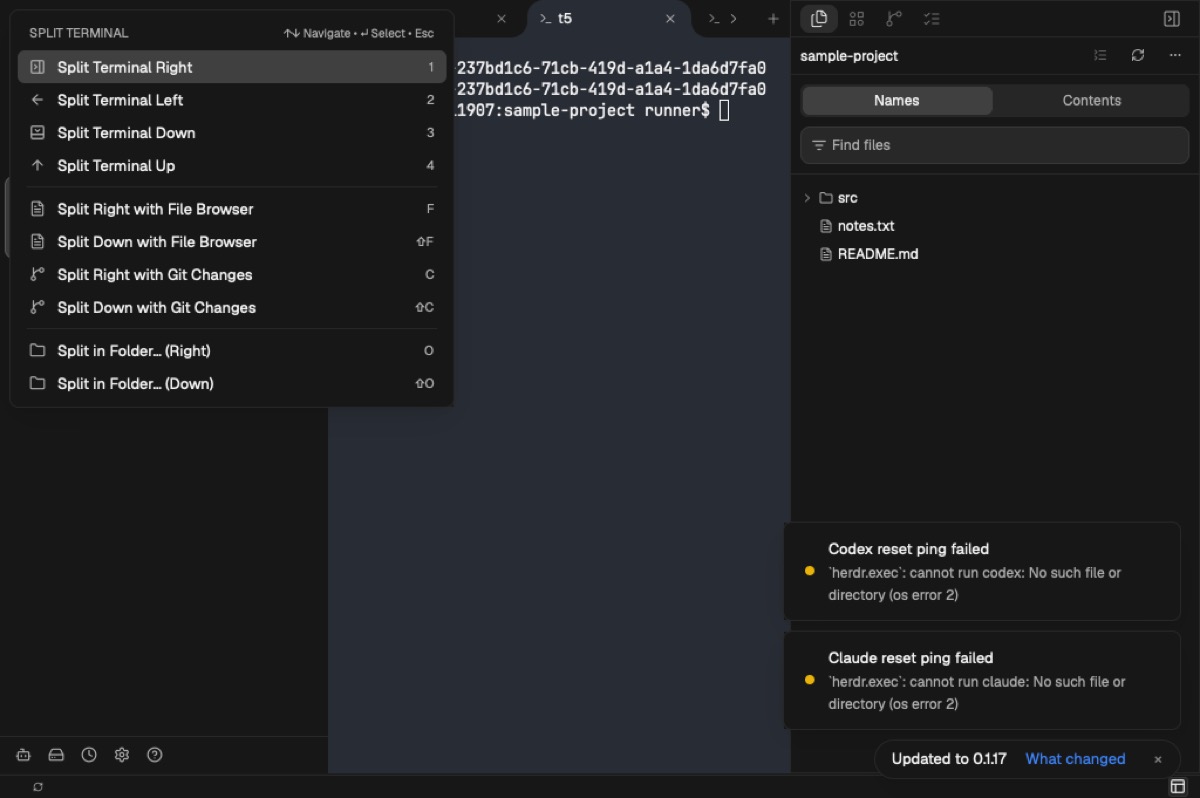 SPLIT TERMINAL
↑↓ Navigate • ↵ Select • Esc
Split Terminal Right 1
Split Terminal Left 2
Split Terminal Down 3
Split Terminal Up 4
Split Right with File Browser F
Split Down with File Browser ⇧F
Split Right with Git Changes C
Split Down with Git Changes ⇧C
Split in Folder... (Right) O
Split in Folder... (Down) ⇧O
t5
237bd1c6-71cb-419d-a1a4-1da6d7fa0
237bd1c6-71cb-419d-a1a4-1da6d7fa0
1907:sample-project runner$
sample-project
Names
Contents
Find files
src
notes.txt
README.md
Codex reset ping failed
`herdr.exec`: cannot run codex: No such file or
directory (os error 2)
Claude reset ping failed
`herdr.exec`: cannot run claude: No such file or
directory (os error 2)
Updated to 0.1.17 What changed